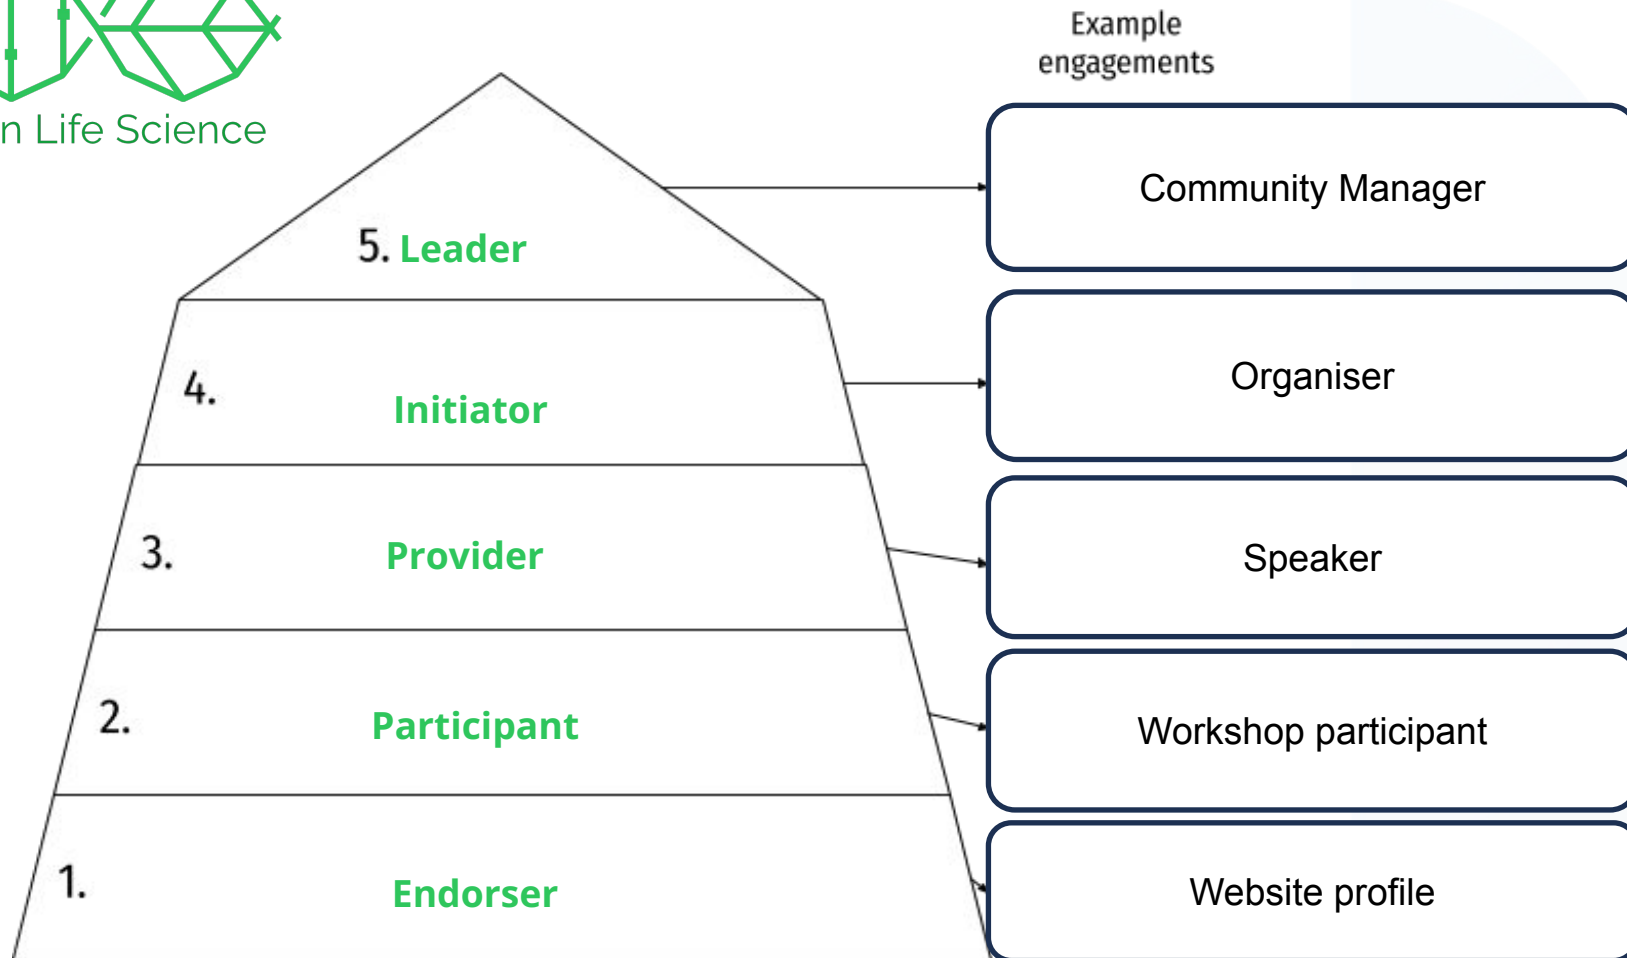 n Life Science
Example
engagements
5. Leader
Community Manager
4.
Initiator
Organiser
3.
Provider
Speaker
2.
Participant
Workshop participant
1.
Endorser
Website profile